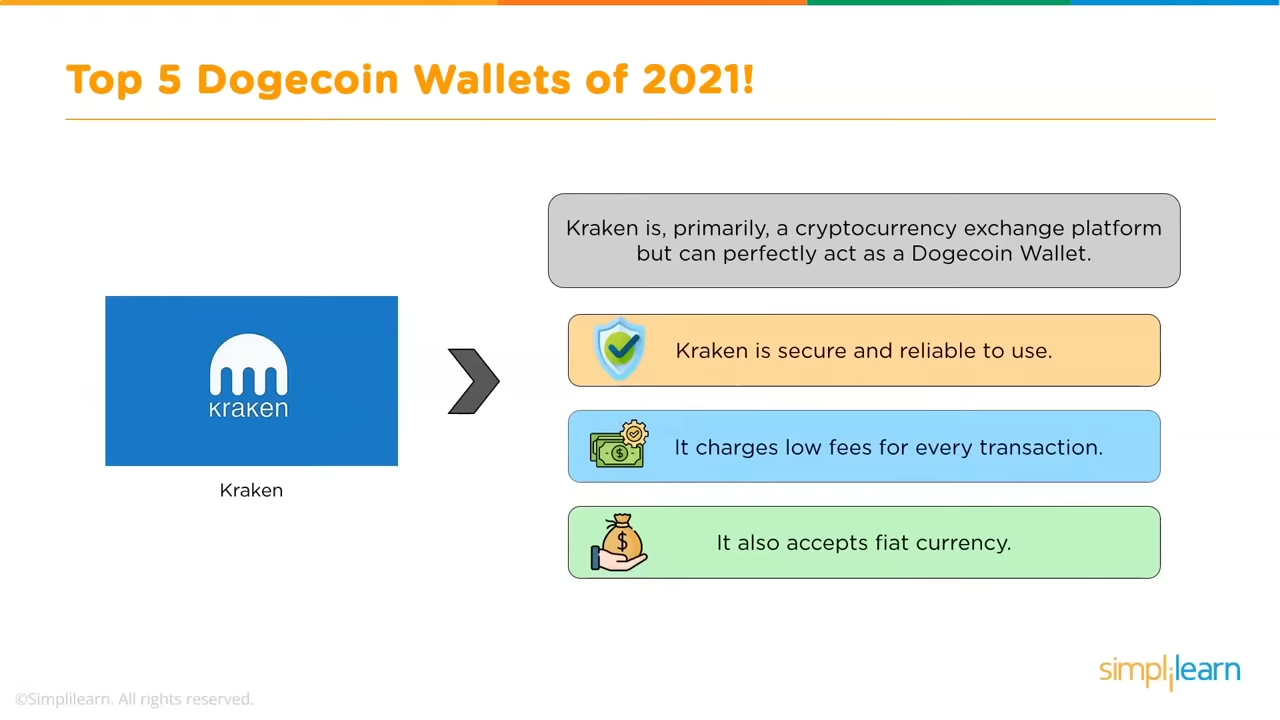 Top 5 Dogecoin Wallets of 2021!
Kraken is, primarily, a cryptocurrency exchange platform
but can perfectly act as a Dogecoin Wallet.
Kraken is secure and reliable to use.
It charges low fees for every transaction.
It also accepts fiat currency.
kraken
Kraken
simplilearn
©Simplilearn. All rights reserved.